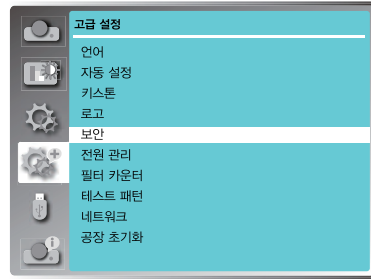 고급 설정
언어
자동 설정
키스톤
로고
보안
전원 관리
필터 카운터
테스트 패턴
네트워크
공장 초기화